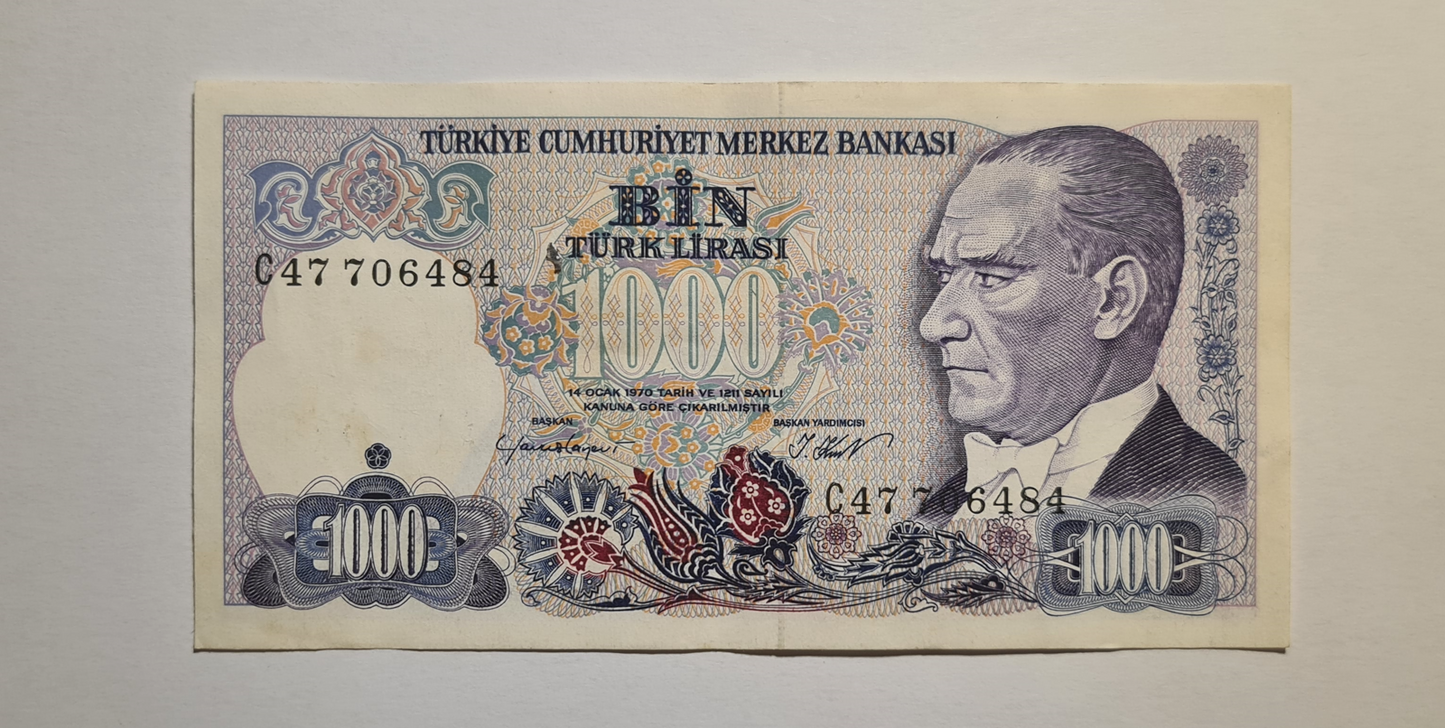 TÜRKİYE CUMHURİYET MERKEZ BANKASI
BİN
TÜRK LİRASI
C47 706484
1000
14 OCAK 1970 TARİH VE 1211 SAYILI
KANUNA GÖRE ÇIKARILMIŞTIR
BAŞKAN
BAŞKAN YARDIMCISI
C47 706484
1000
1000